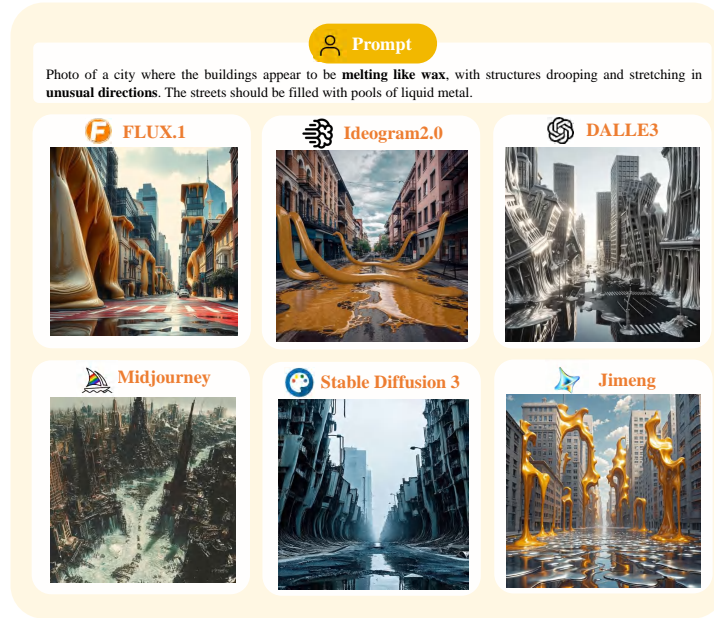 Prompt
Photo of a city where the buildings appear to be melting like wax, with structures drooping and stretching in
unusual directions. The streets should be filled with pools of liquid metal.
FLUX.1
Ideogram2.0
DALLE3
Midjourney
Stable Diffusion 3
Jimeng